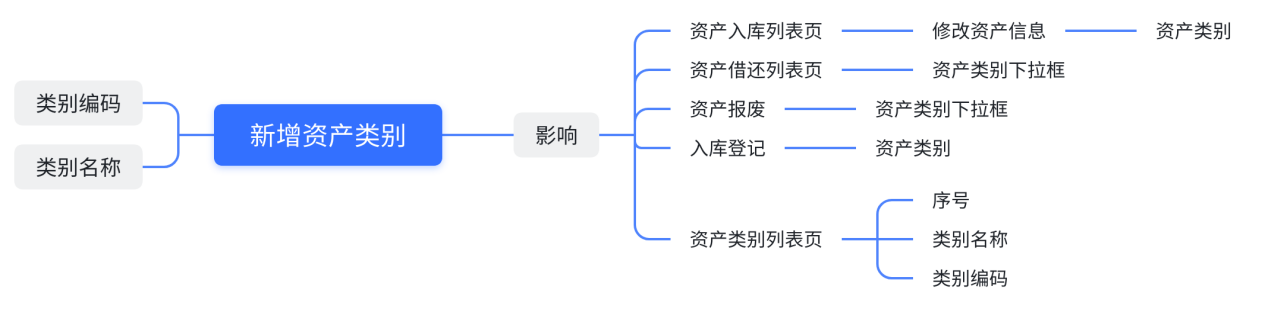 类别编码
类别名称
新增资产类别
影响
资产入库列表页
修改资产信息
资产类别
资产借还列表页
资产类别下拉框
资产报废
资产类别下拉框
入库登记
资产类别
资产类别列表页
序号
类别名称
类别编码